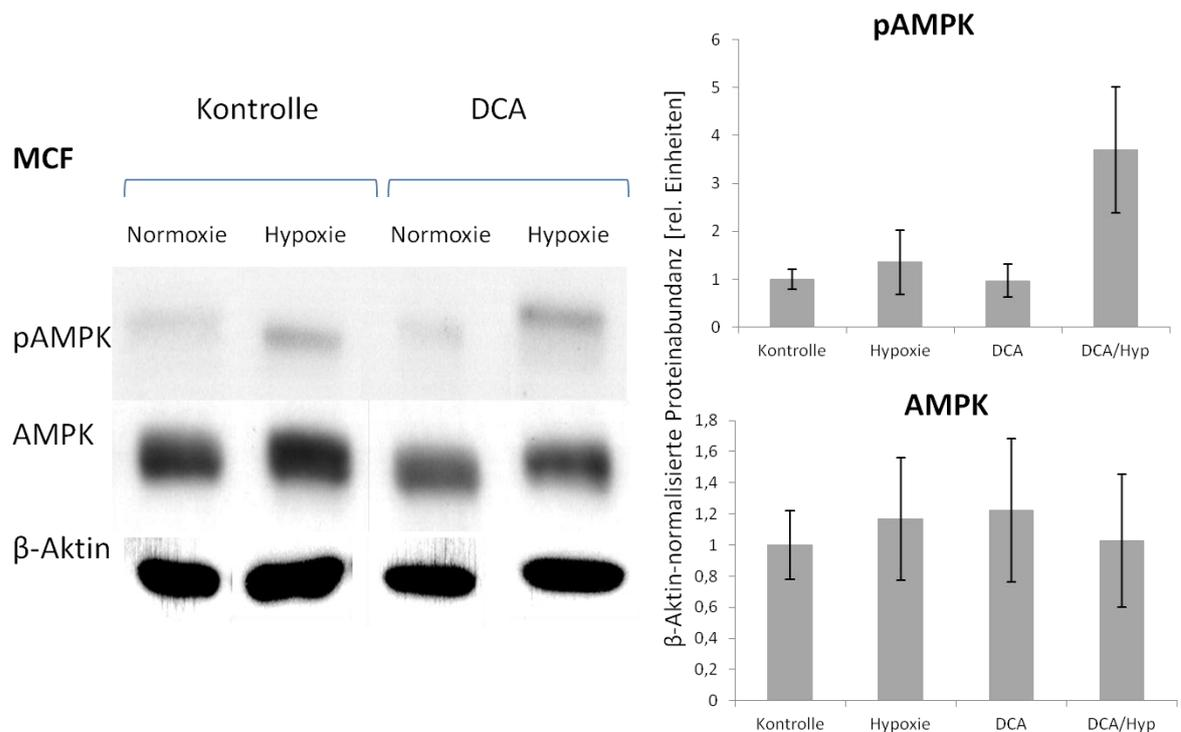 Kontrolle DCA
MCF
Normoxie Hypoxie Normoxie Hypoxie
pAMPK
AMPK
β-Aktin
β-Aktin-normalisierte Proteinabundanz [rel. Einheiten]
pAMPK
6
5
4
3
2
1
0
Kontrolle Hypoxie DCA DCA/Hyp
AMPK
1,8
1,6
1,4
1,2
1
0,8
0,6
0,4
0,2
0
Kontrolle Hypoxie DCA DCA/Hyp